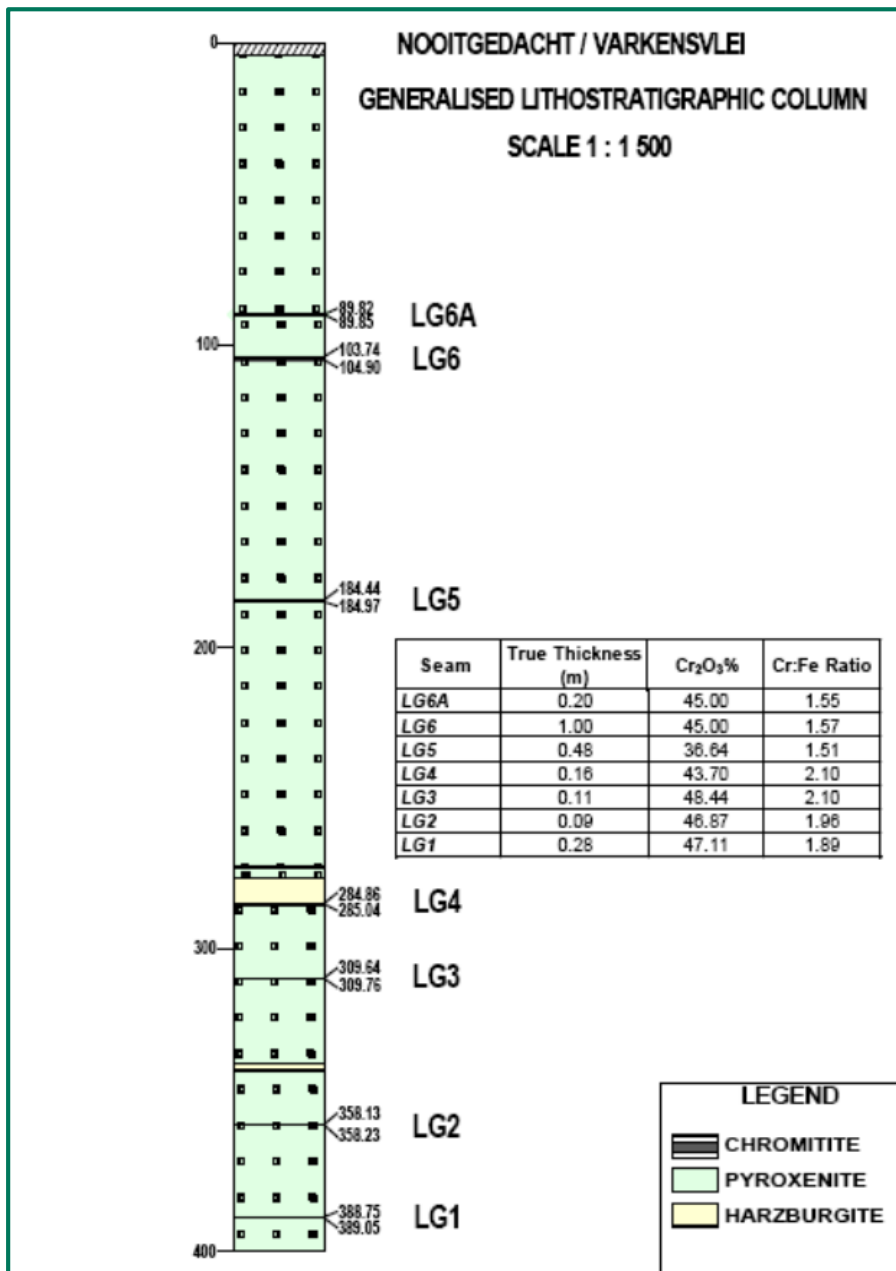 NOOITGEDACHT / VARKENSVLEI
GENERALISED LITHOSTRATIGRAPHIC COLUMN
SCALE 1 : 1 500
0
89.82
89.85
LG6A
100
103.74
104.90
LG6
184.44
184.97
LG5
200
Seam True Thickness (m) Cr₂O₃% Cr:Fe Ratio
LG6A 0.20 45.00 1.55
LG6 1.00 45.00 1.57
LG5 0.48 36.64 1.51
LG4 0.16 43.70 2.10
LG3 0.11 48.44 2.10
LG2 0.09 46.87 1.96
LG1 0.28 47.11 1.89
284.86
285.04
LG4
300
309.64
309.76
LG3
358.13
358.23
LG2
388.75
389.05
LG1
400
LEGEND
CHROMITITE
PYROXENITE
HARZBURGITE